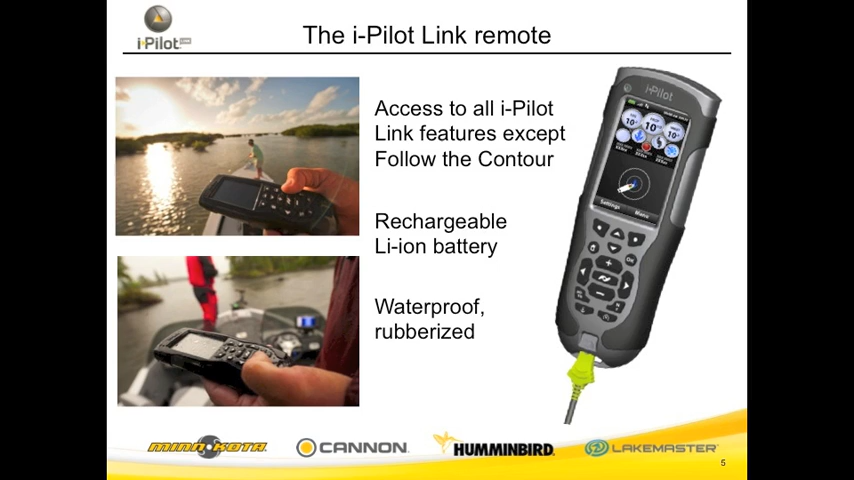 i-Pilot
The i-Pilot Link remote
Access to all i-Pilot
Link features except
Follow the Contour
Rechargeable
Li-ion battery
Waterproof,
rubberized
i-Pilot
Settings
Menu
MINN KOTA
CANNON
HUMMINBIRD
LAKEMASTER
5